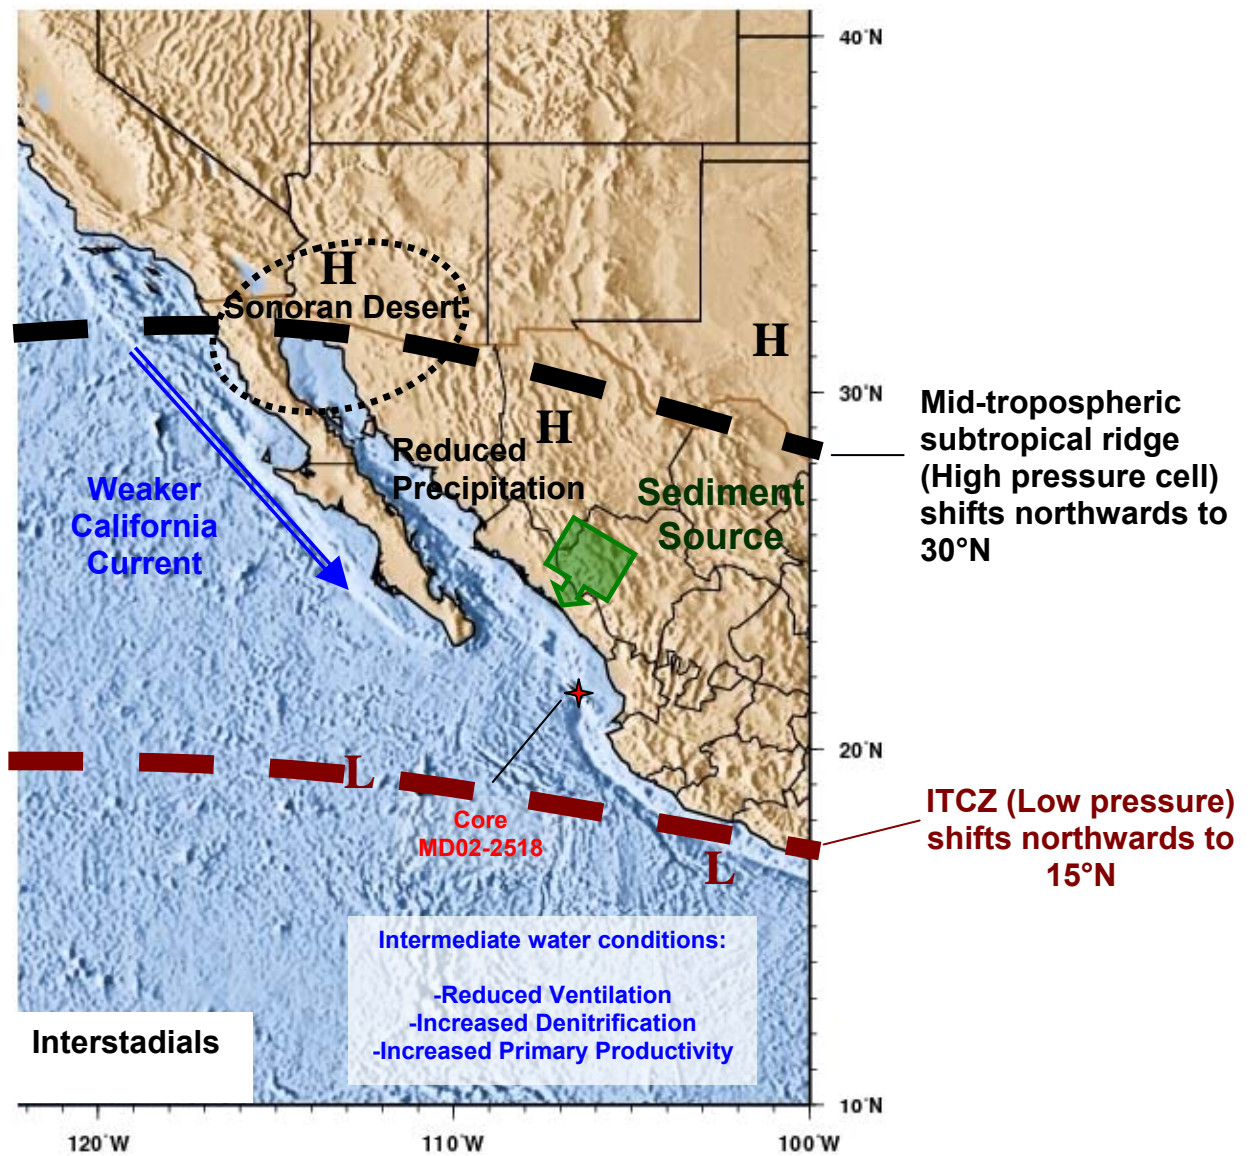 40°N
H
Sonoran Desert
H
30°N
Mid-tropospheric
subtropical ridge
(High pressure cell)
shifts northwards to
30°N
H
Reduced
Precipitation
Weaker
California
Current
Sediment
Source
20°N
L
ITCZ (Low pressure)
shifts northwards to
15°N
Core
MD02-2518
L
Intermediate water conditions:
-Reduced Ventilation
-Increased Denitrification
-Increased Primary Productivity
Interstadials
10°N
120°W
110°W
100°W